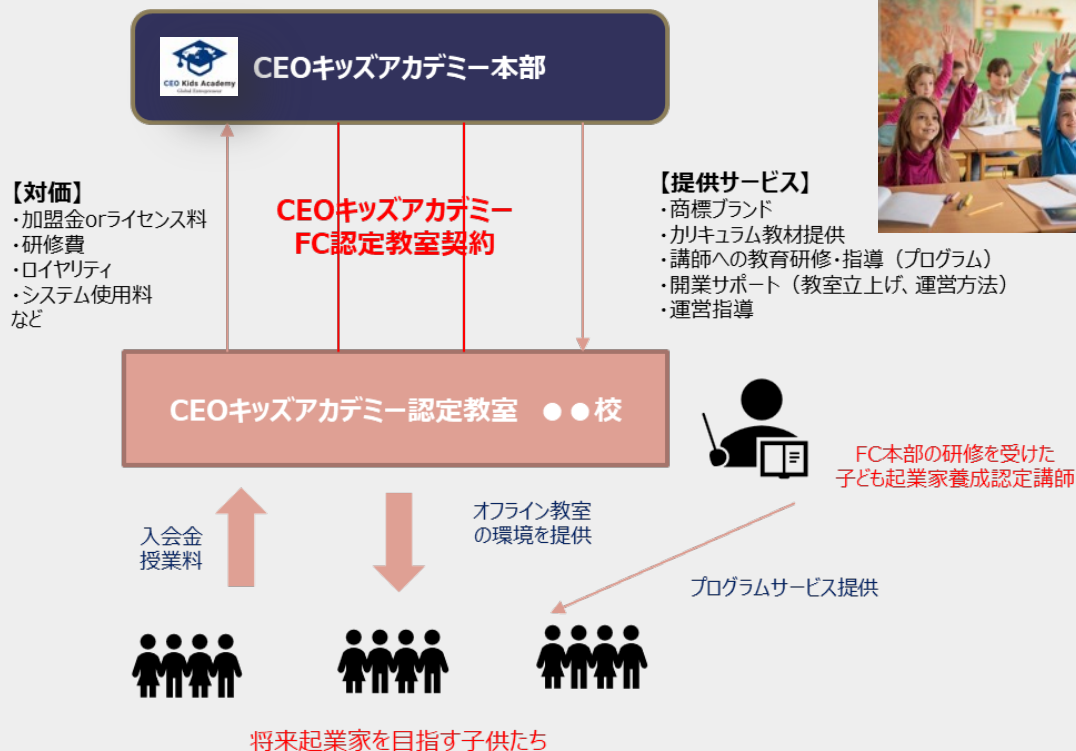 CEO Kids Academy
Global Entrepreneur
CEOキッズアカデミー本部
【対価】
・加盟金orライセンス料
・研修費
・ロイヤリティ
・システム使用料
など
CEOキッズアカデミー
FC認定教室契約
【提供サービス】
・商標ブランド
・カリキュラム教材提供
・講師への教育研修・指導（プログラム）
・開業サポート（教室立上げ、運営方法）
・運営指導
CEOキッズアカデミー認定教室　●●校
FC本部の研修を受けた
子ども起業家養成認定講師
入会金
授業料
オフライン教室
の環境を提供
プログラムサービス提供
将来起業家を目指す子供たち